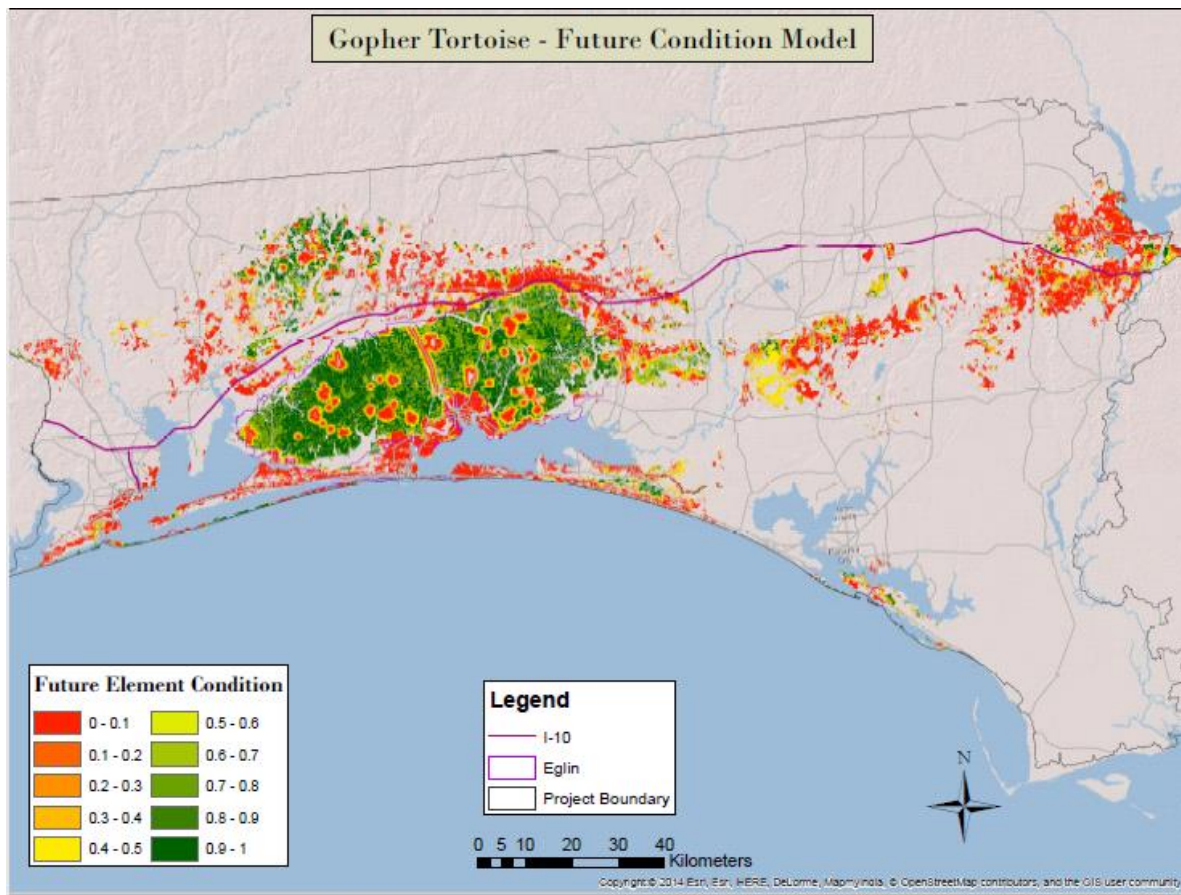 Gopher Tortoise - Future Condition Model
Future Element Condition
0 - 0.1
0.1 - 0.2
0.2 - 0.3
0.3 - 0.4
0.4 - 0.5
0.5 - 0.6
0.6 - 0.7
0.7 - 0.8
0.8 - 0.9
0.9 - 1
Legend
I-10
Eglin
Project Boundary
N
0 5 10 20 30 40
Kilometers
Copyright:© 2014 Esri, Esri, HERE, DeLorme, MapmyIndia, © OpenStreetMap contributors, and the GIS user community